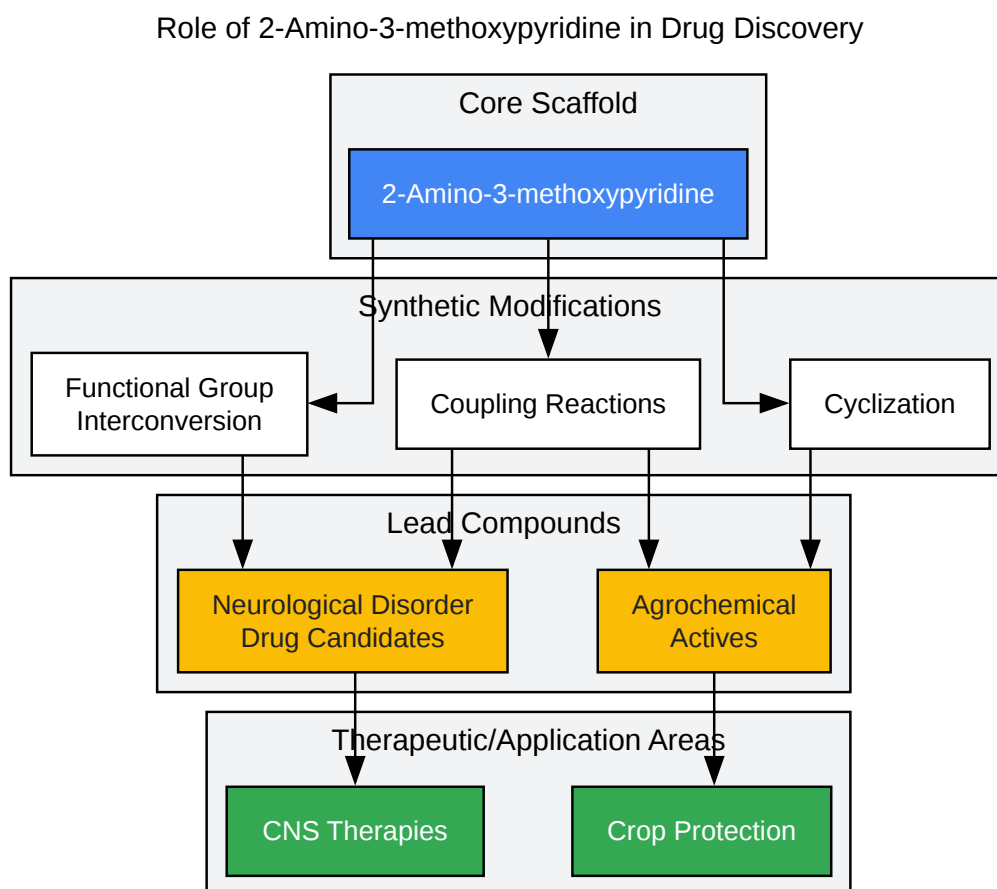 Role of 2-Amino-3-methoxypyridine in Drug Discovery
Core Scaffold
2-Amino-3-methoxypyridine
Synthetic Modifications
Functional Group
Interconversion
Coupling Reactions
Cyclization
Lead Compounds
Neurological Disorder
Drug Candidates
Agrochemical
Actives
Therapeutic/Application Areas
CNS Therapies
Crop Protection